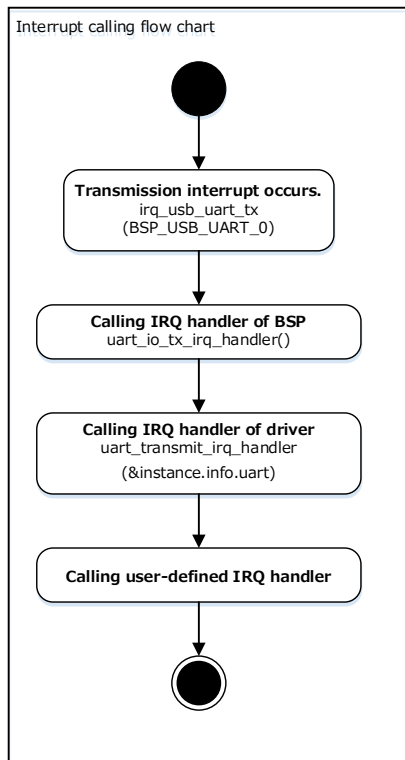 Interrupt calling flow chart
Transmission interrupt occurs.
irq_usb_uart_tx
(BSP_USB_UART_0)
Calling IRQ handler of BSP
uart_io_tx_irq_handler()
Calling IRQ handler of driver
uart_transmit_irq_handler
(&instance.info.uart)
Calling user-defined IRQ handler